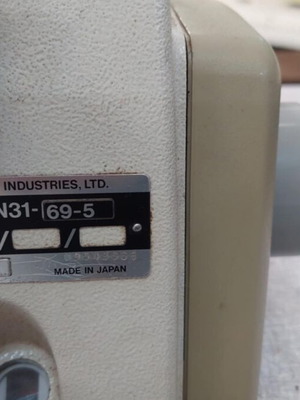 INDUSTRIES, LTD.
N31-69-5
/ /
MADE IN JAPAN